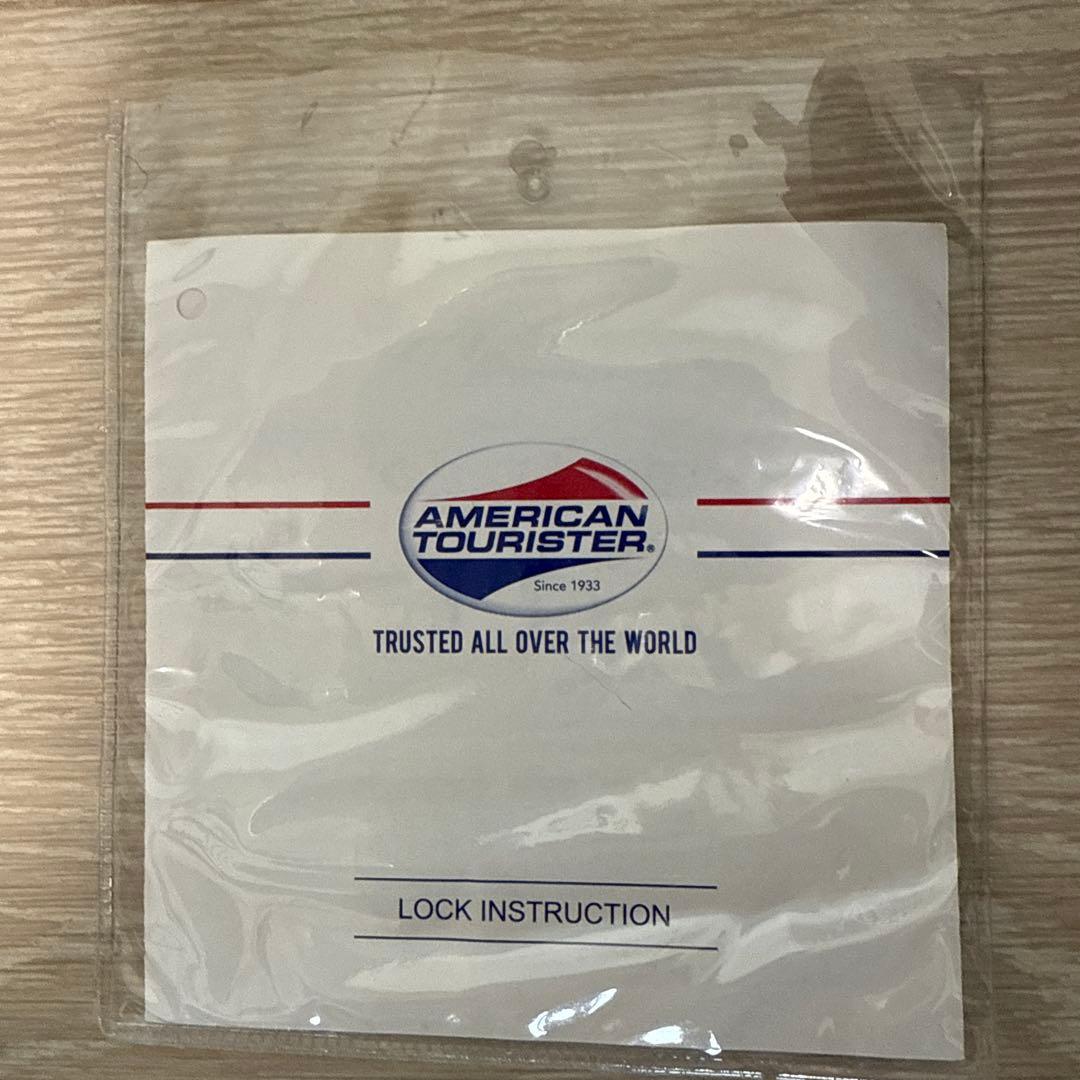 AMERICAN
TOURISTER®
Since 1933
TRUSTED ALL OVER THE WORLD
LOCK INSTRUCTION